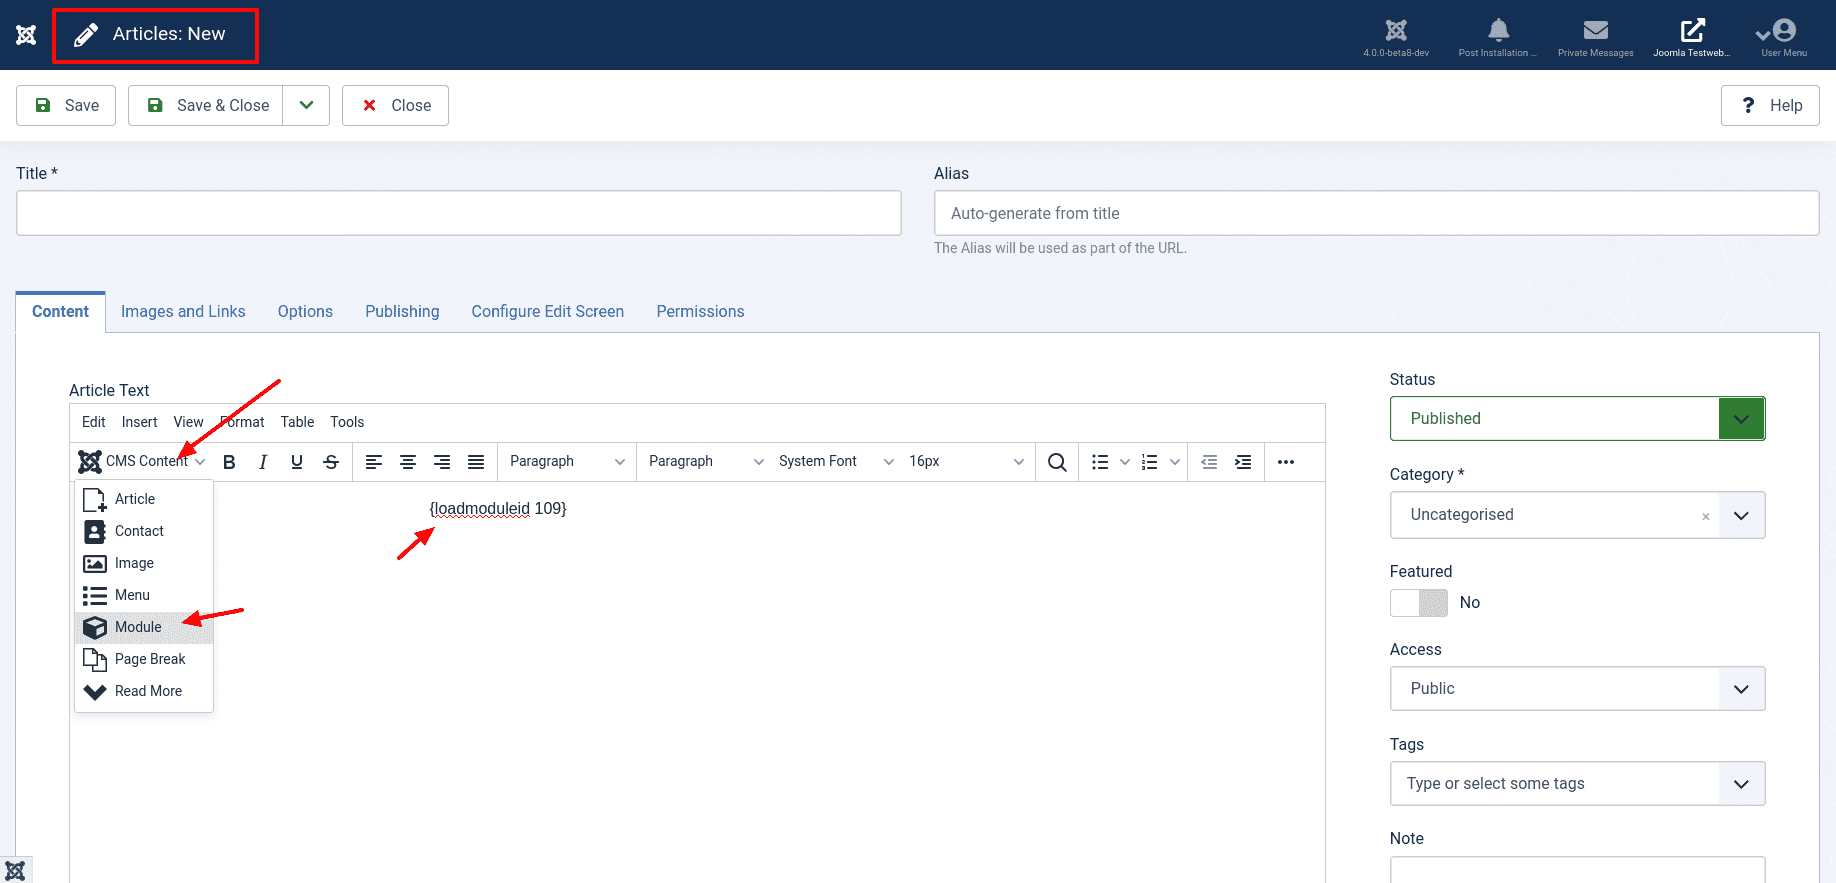 Articles: New
4.0.0-beta8-dev
Post Installation ...
Private Messages
Joomla Testweb...
User Menu
Save
Save & Close
Close
? Help
Title *
Alias
Auto-generate from title
The Alias will be used as part of the URL.
Content Images and Links Options Publishing Configure Edit Screen Permissions
Article Text
Edit Insert View Format Table Tools
CMS Content B I U S Paragraph Paragraph System Font 16px
Article
Contact
Image
Menu
Module
Page Break
Read More
{loadmoduleid 109}
Status
Published
Category *
Uncategorised ×
Featured
No
Access
Public
Tags
Type or select some tags
Note